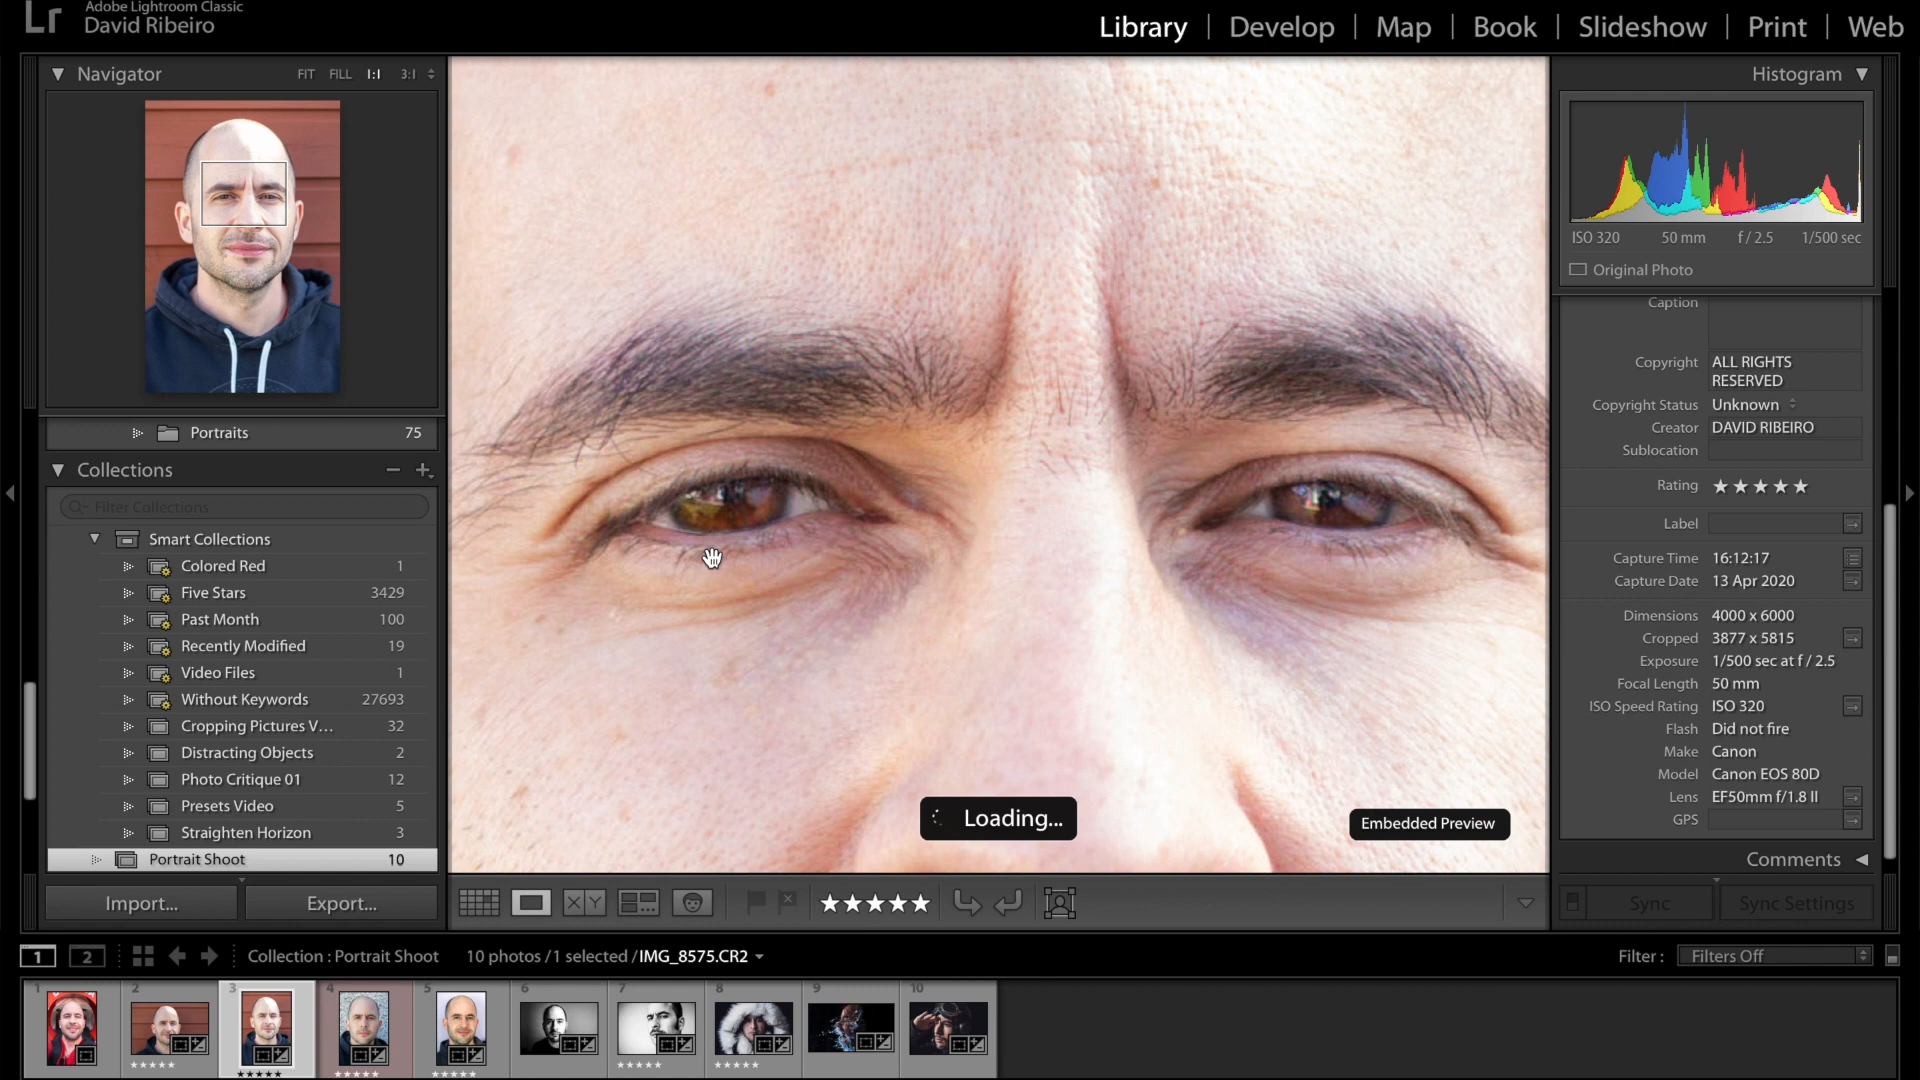 Lr
Adobe Lightroom Classic
David Ribeiro
Library | Develop | Map | Book | Slideshow | Print | Web
Navigator FIT FILL 1:1 3:1
Portraits 75
Collections
Filter Collections
Smart Collections
Colored Red 1
Five Stars 3429
Past Month 100
Recently Modified 19
Video Files 1
Without Keywords 27693
Cropping Pictures V... 32
Distracting Objects 2
Photo Critique 01 12
Presets Video 5
Straighten Horizon 3
Portrait Shoot 10
Import... Export...
Loading...
Embedded Preview
X Y
Histogram
ISO 320 50 mm f / 2.5 1/500 sec
Original Photo
Caption
Copyright ALL RIGHTS
RESERVED
Copyright Status Unknown
Creator DAVID RIBEIRO
Sublocation
Rating
Label
Capture Time 16:12:17
Capture Date 13 Apr 2020
Dimensions 4000 x 6000
Cropped 3877 x 5815
Exposure 1/500 sec at f / 2.5
Focal Length 50 mm
ISO Speed Rating ISO 320
Flash Did not fire
Make Canon
Model Canon EOS 80D
Lens EF50mm f/1.8 II
GPS
Comments
Sync Sync Settings
1 2 Collection : Portrait Shoot 10 photos / 1 selected / IMG_8575.CR2 Filter : Filters Off
1 2 3 4 5 6 7 8 9 10